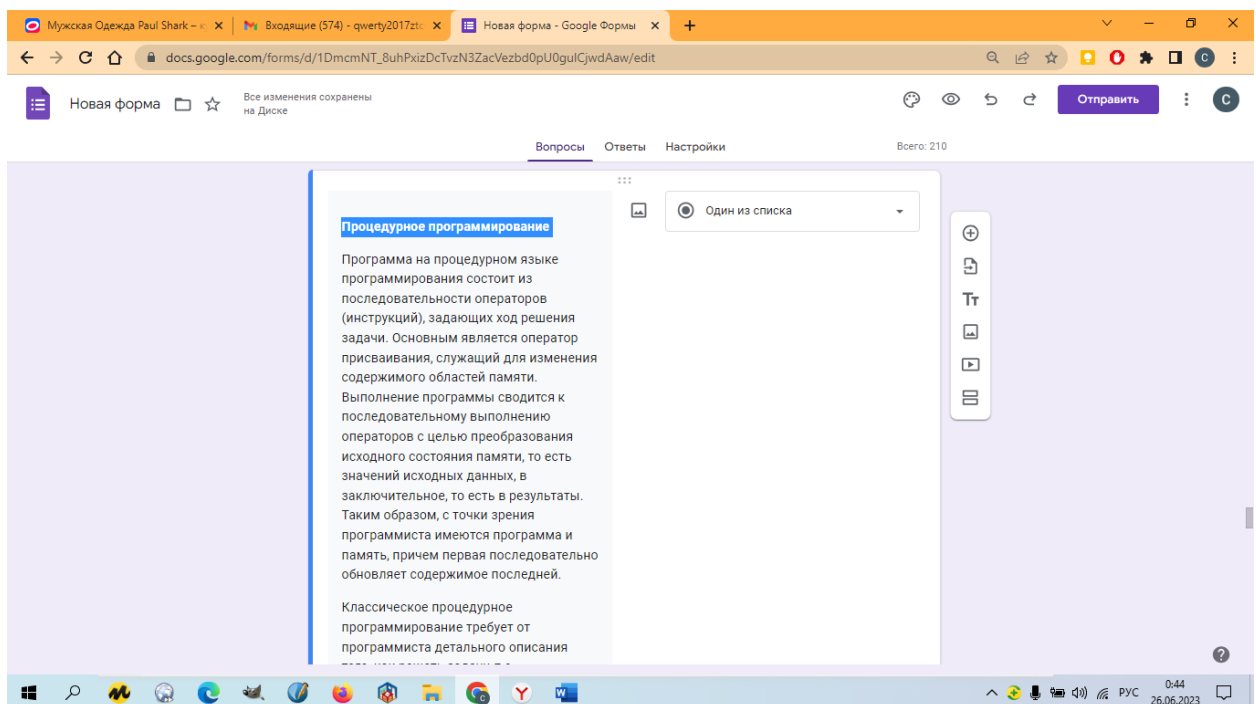 Мужская Одежда Paul Shark –
Входящие (574) - qwerty2017ztc
Новая форма - Google Формы
docs.google.com/forms/d/1DmcmNT_8uhPxizDcTvzN3ZacVezbd0pU0gulCjwdAaw/edit
Новая форма
Все изменения сохранены
на Диске
Отправить
С
Вопросы Ответы Настройки
Всего: 210
Процедурное программирование
Один из списка
Программа на процедурном языке
программирования состоит из
последовательности операторов
(инструкций), задающих ход решения
задачи. Основным является оператор
присваивания, служащий для изменения
содержимого областей памяти.
Выполнение программы сводится к
последовательному выполнению
операторов с целью преобразования
исходного состояния памяти, то есть
значений исходных данных, в
заключительное, то есть в результаты.
Таким образом, с точки зрения
программиста имеются программа и
память, причем первая последовательно
обновляет содержимое последней.
Классическое процедурное
программирование требует от
программиста детального описания
РУС
0:44
26.06.2023